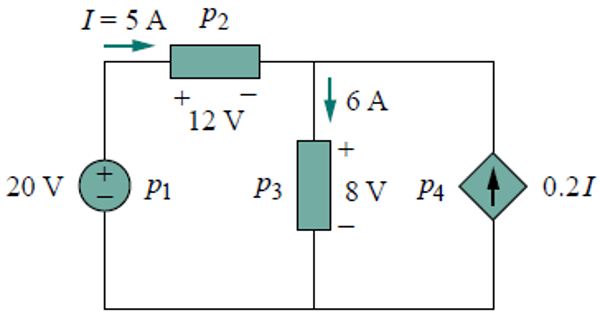 I = 5 A
p2
+ −
12 V
6 A
20 V
+
−
p1
p3
+
8 V
−
p4
0.2I